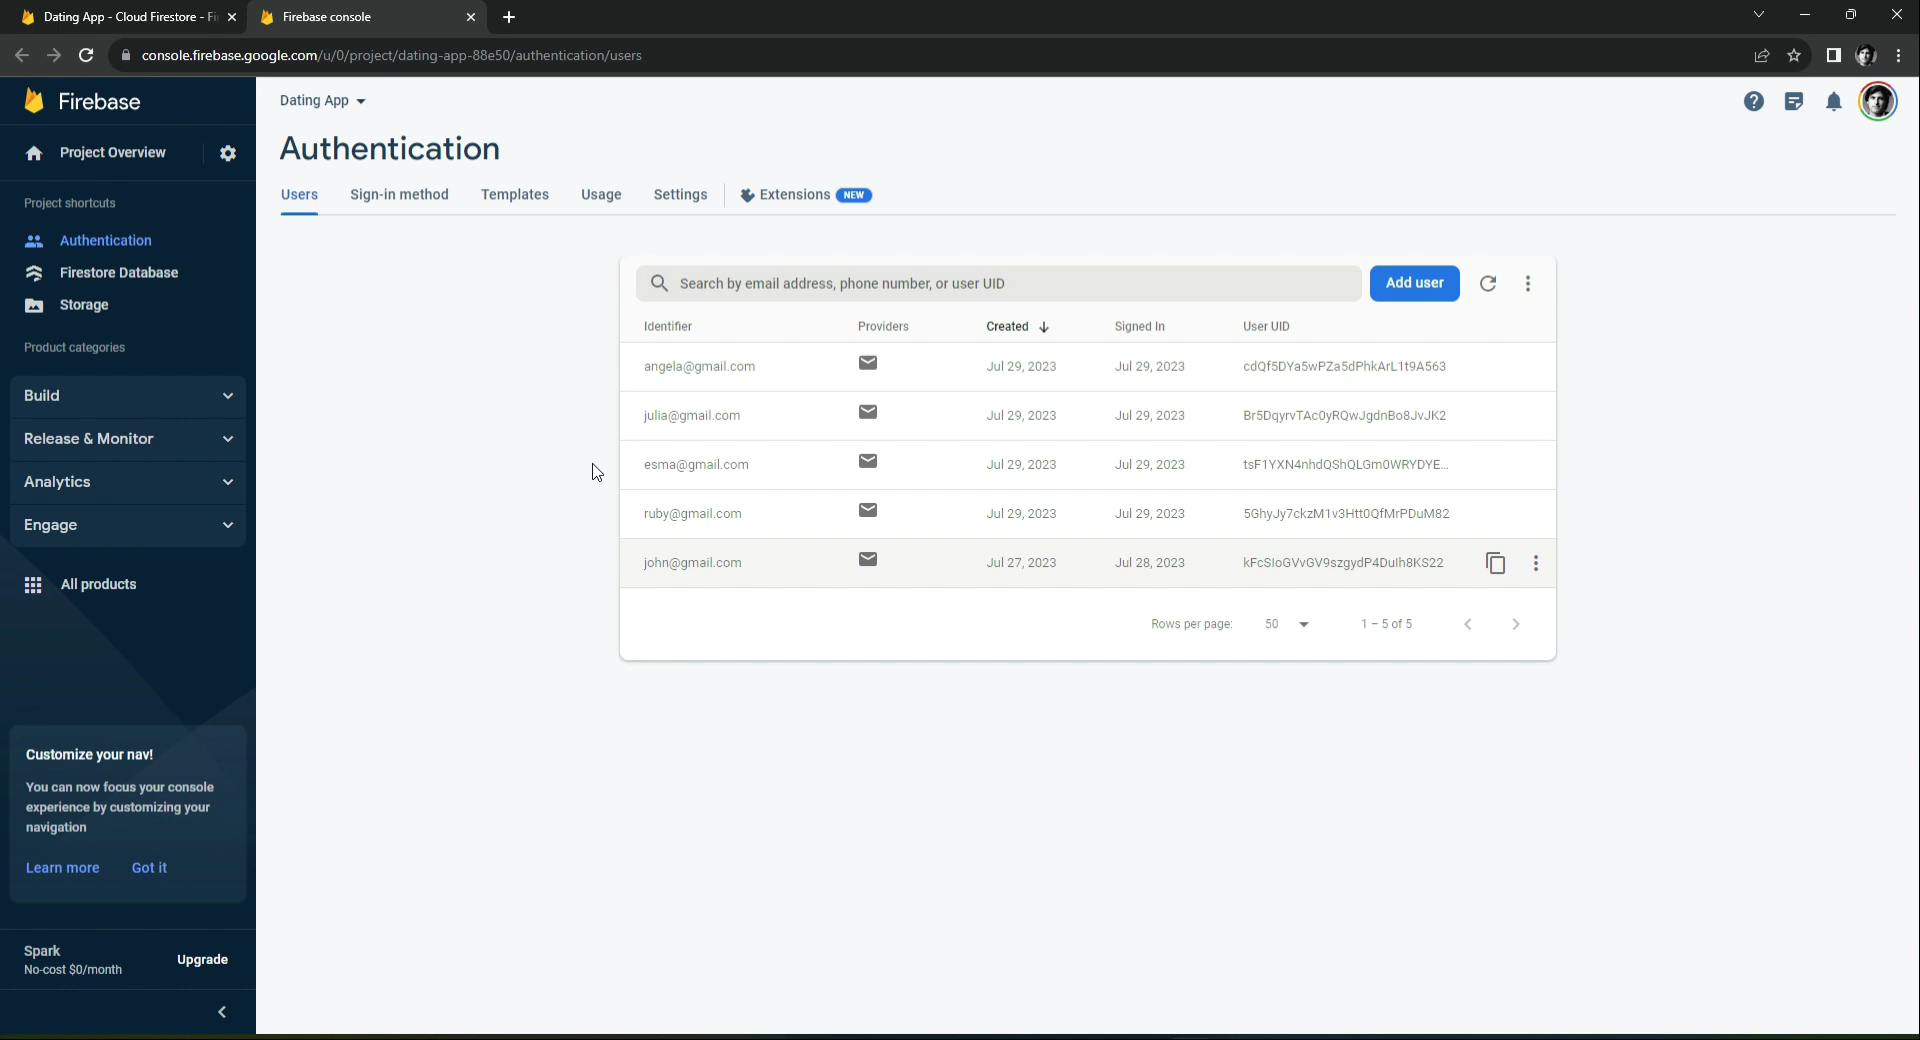 Dating App - Cloud Firestore - Fi
Firebase console
console.firebase.google.com/u/0/project/dating-app-88e50/authentication/users
Firebase
Project Overview
Project shortcuts
Authentication
Firestore Database
Storage
Product categories
Build
Release & Monitor
Analytics
Engage
All products
Customize your nav!
You can now focus your console
experience by customizing your
navigation
Learn more Got it
Spark
No-cost $0/month
Upgrade
Dating App
Authentication
Users Sign-in method Templates Usage Settings Extensions NEW
Search by email address, phone number, or user UID Add user
Identifier Providers Created Signed In User UID
angela@gmail.com Jul 29, 2023 Jul 29, 2023 cdQf5DYa5wPZa5dPhkArL1t9A563
julia@gmail.com Jul 29, 2023 Jul 29, 2023 Br5DqyrvTAc0yRQwJgdnBo8JvJK2
esma@gmail.com Jul 29, 2023 Jul 29, 2023 tsF1YXN4nhdQShQLGm0WRYDYE...
ruby@gmail.com Jul 29, 2023 Jul 29, 2023 5GhyJy7ckzM1v3Htt0QfMrPDuM82
john@gmail.com Jul 27, 2023 Jul 28, 2023 kFcSIoGVvGV9szgydP4DuIh8KS22
Rows per page: 50 1 – 5 of 5